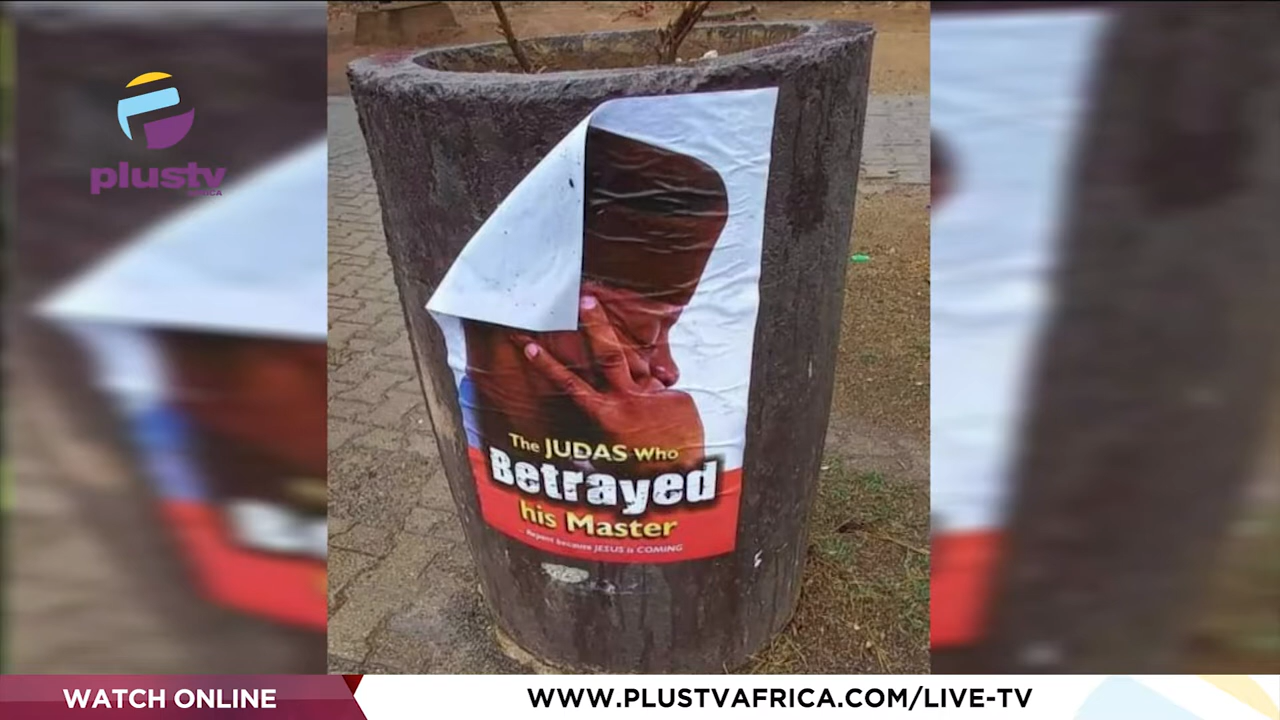 plustv
AFRICA
The JUDAS Who
Betrayed
his Master
Repent because JESUS is COMING
WATCH ONLINE
WWW.PLUSTVAFRICA.COM/LIVE-TV